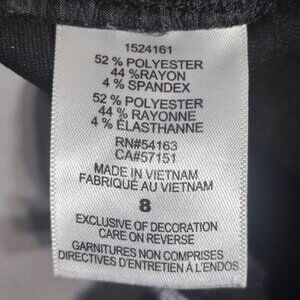 1524161
52 % POLYESTER
44 % RAYON
4 % SPANDEX
52 % POLYESTER
44 % RAYONNE
4 % ÉLASTHANNE
RN#54163
CA#57151
MADE IN VIETNAM
FABRIQUÉ AU VIETNAM
8
EXCLUSIVE OF DECORATION
CARE ON REVERSE
GARNITURES NON COMPRISES
DIRECTIVES D'ENTRETIEN À L'ENDOS